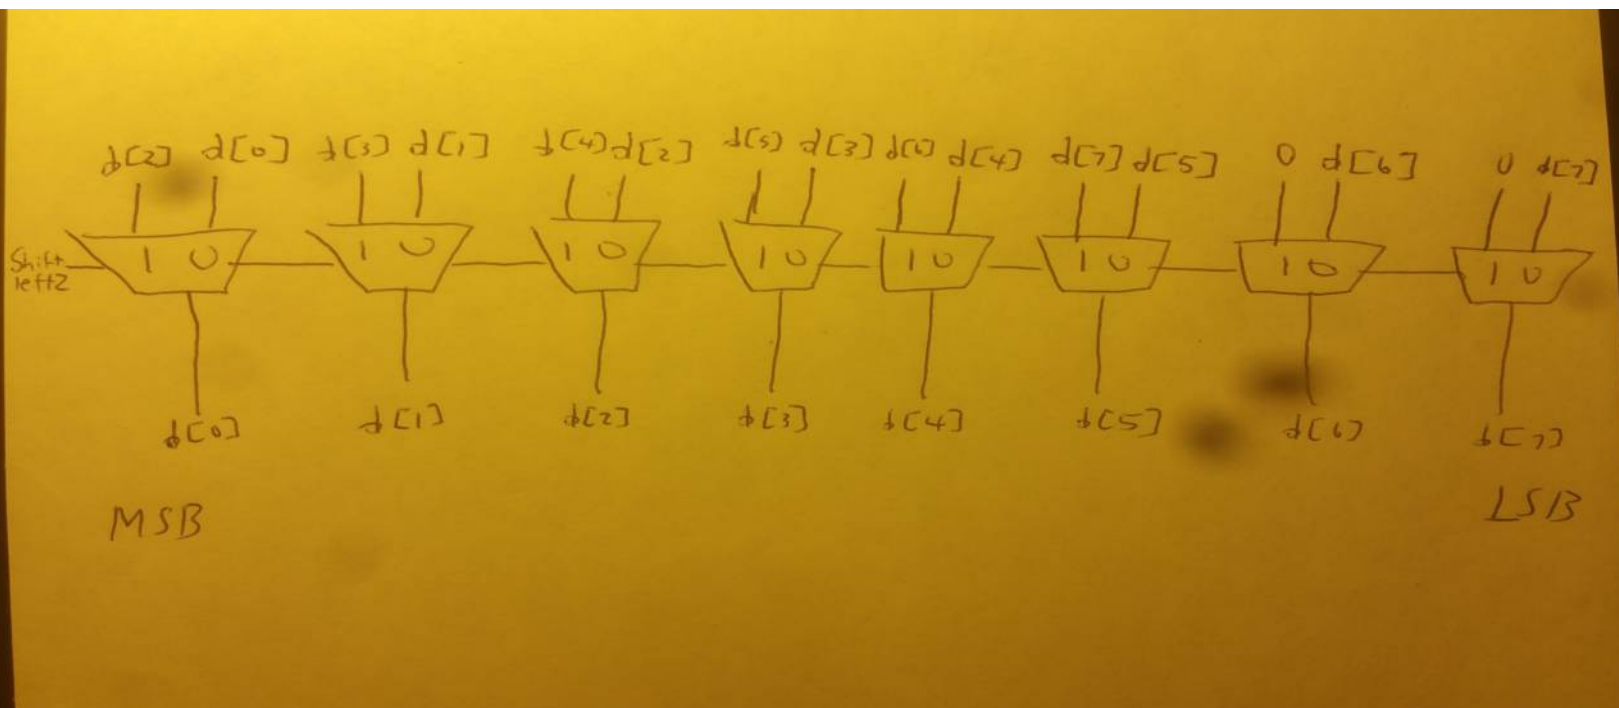 d[2] d[0] d[3] d[1] d[4] d[2] d[5] d[3] d[6] d[4] d[7] d[5] 0 d[6] 0 d[7]
Shift
left2
1 0 1 0 1 0 1 0 1 0 1 0 1 0 1 0
d[0] d[1] d[2] d[3] d[4] d[5] d[6] d[7]
MSB LSB